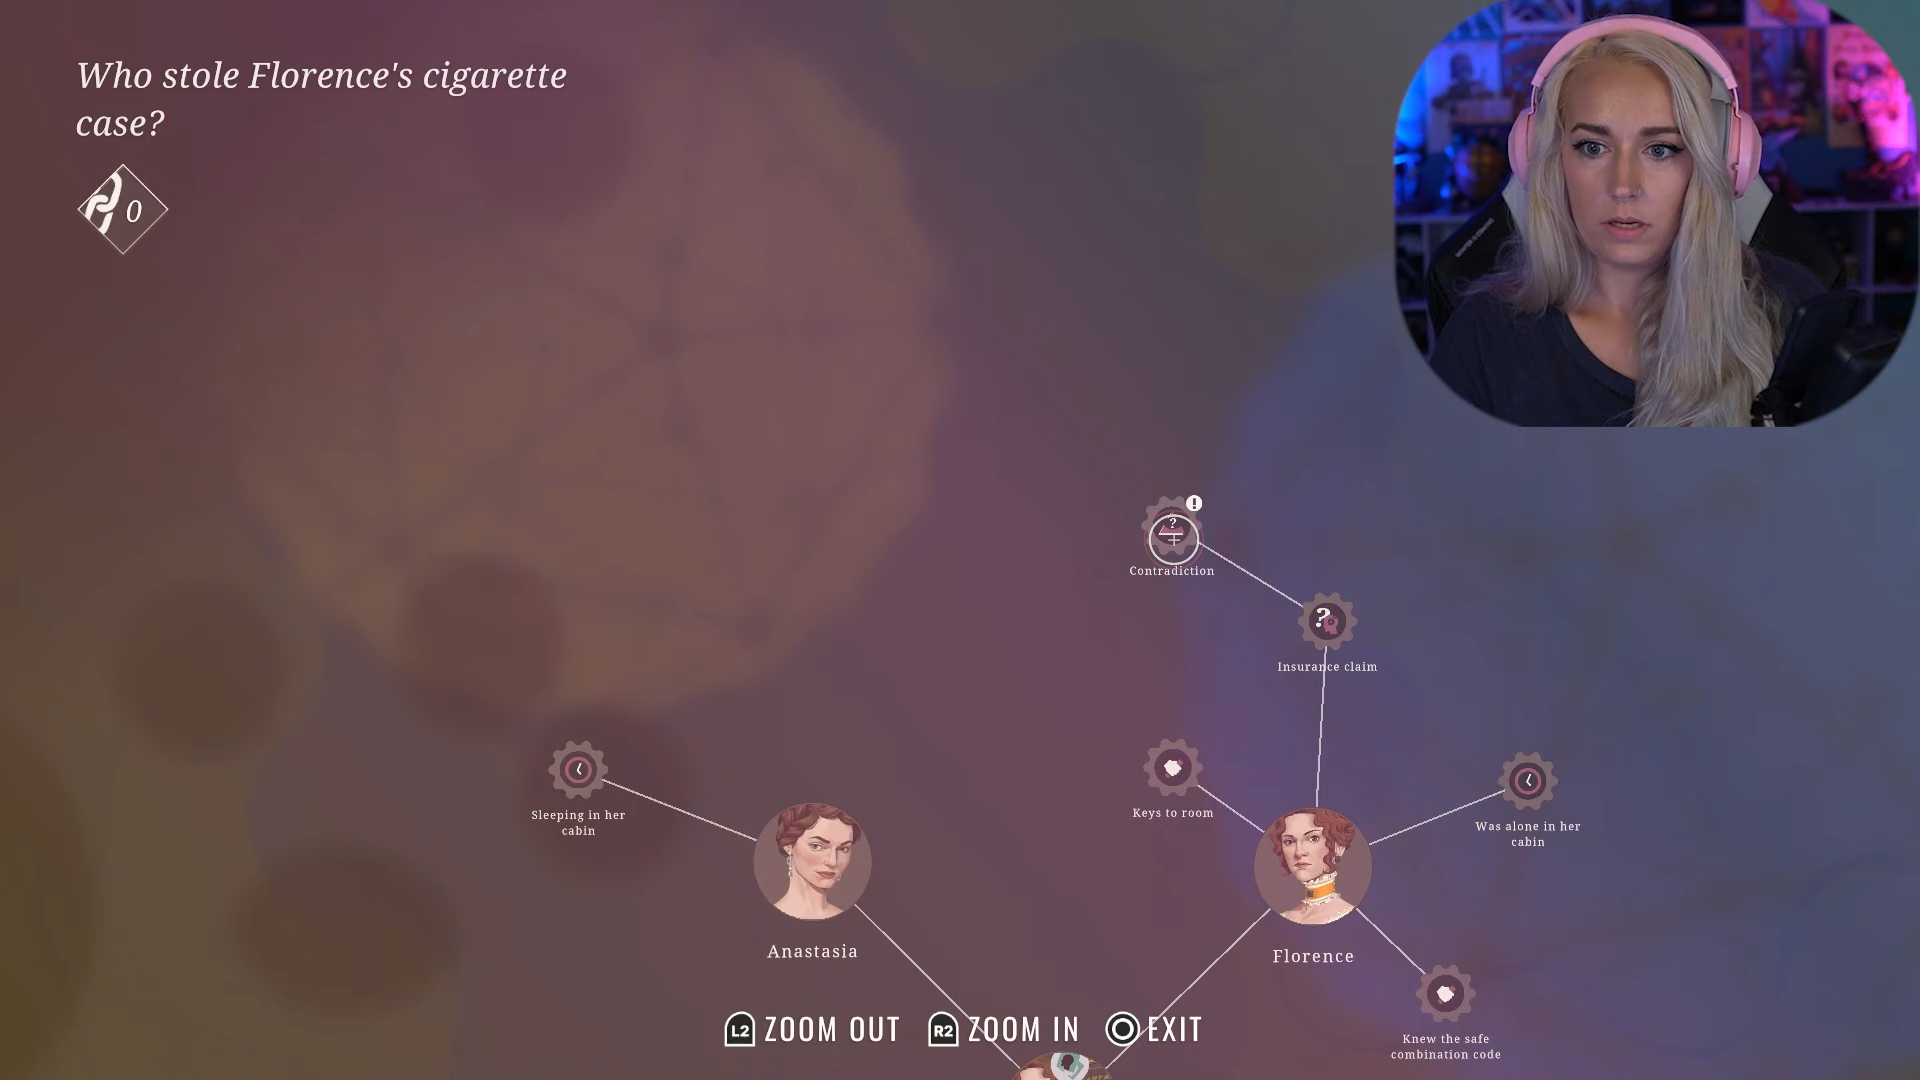 Who stole Florence's cigarette
case?
0
Contradiction
Insurance claim
Keys to room
Sleeping in her
cabin
Was alone in her
cabin
Anastasia
Florence
Knew the safe
combination code
L2 ZOOM OUT R2 ZOOM IN EXIT